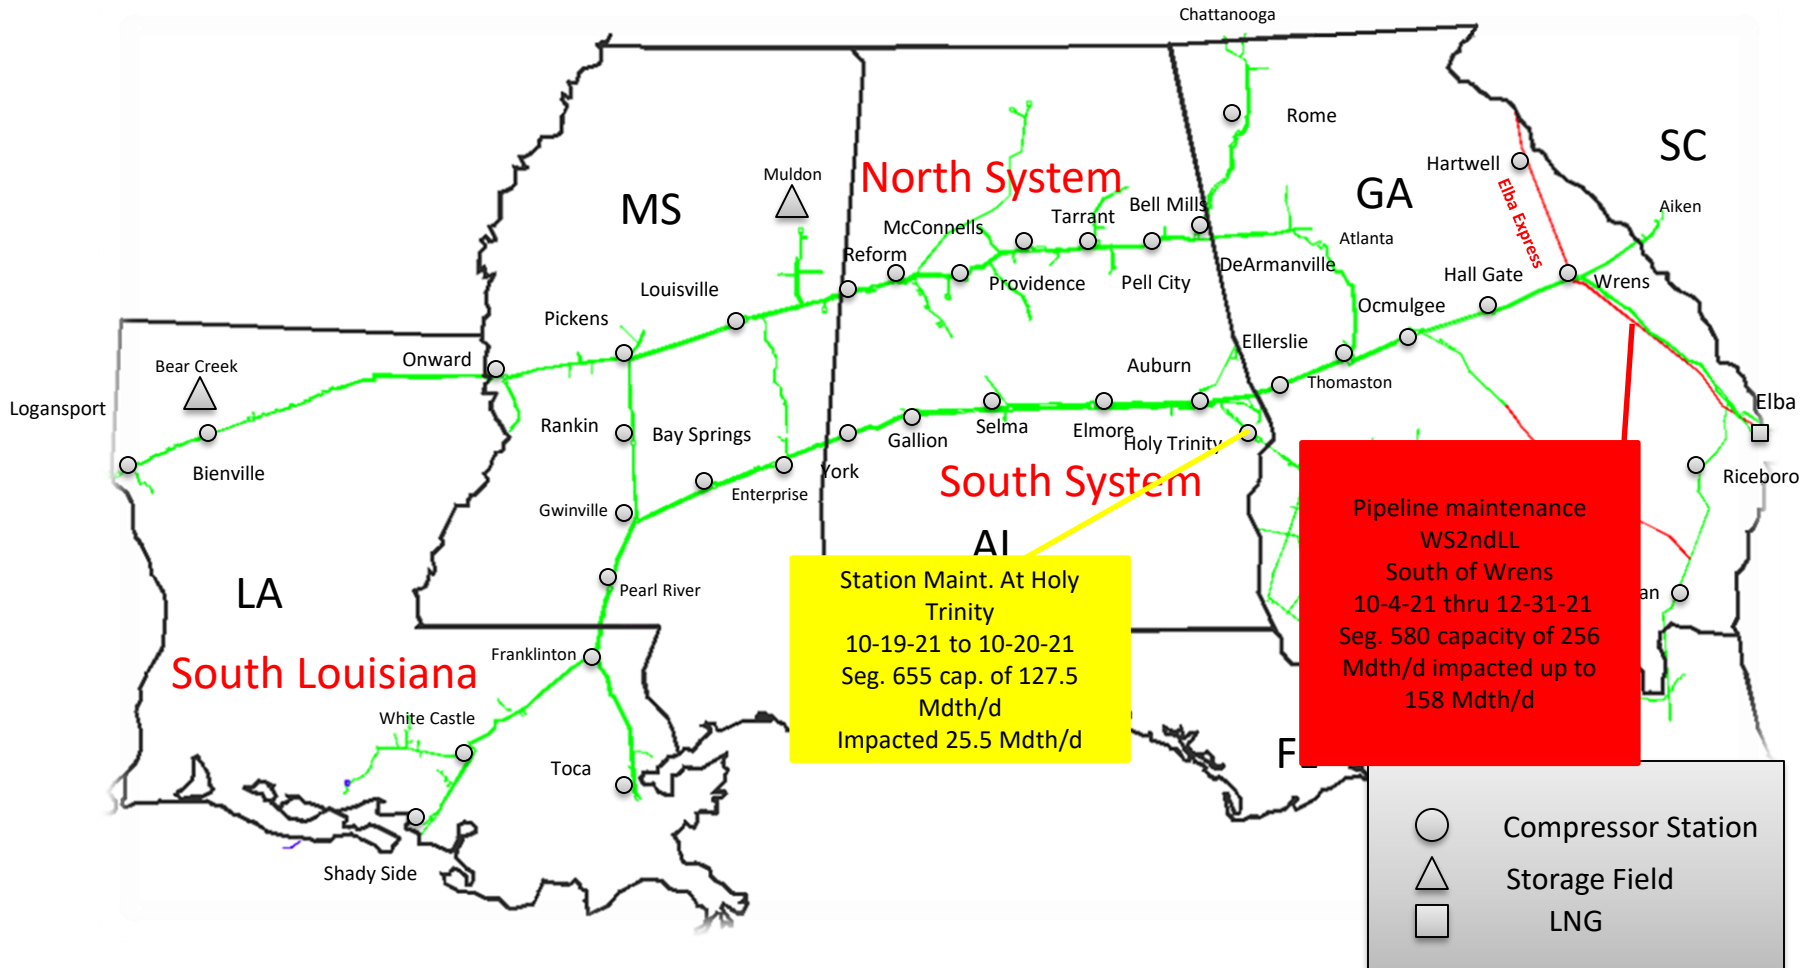 Chattanooga
Rome
SC
Hartwell
Muldon
North System
GA
Elba Express
MS
Bell Mills
Aiken
Tarrant
McConnells
Atlanta
Reform
DeArmanville
Hall Gate
Wrens
Louisville
Providence
Pell City
Ocmulgee
Pickens
Ellerslie
Onward
Auburn
Bear Creek
Thomaston
Logansport
Elba
Rankin
Bay Springs
Gallion
Selma
Elmore
Holy Trinity
Bienville
York
South System
Enterprise
Riceboro
Gwinville
Pipeline maintenance
WS2ndLL
South of Wrens
10-4-21 thru 12-31-21
Seg. 580 capacity of 256
Mdth/d impacted up to
158 Mdth/d
Station Maint. At Holy
Trinity
10-19-21 to 10-20-21
Seg. 655 cap. of 127.5
Mdth/d
Impacted 25.5 Mdth/d
LA
Pearl River
Franklinton
South Louisiana
White Castle
Toca
Shady Side
Compressor Station
Storage Field
LNG